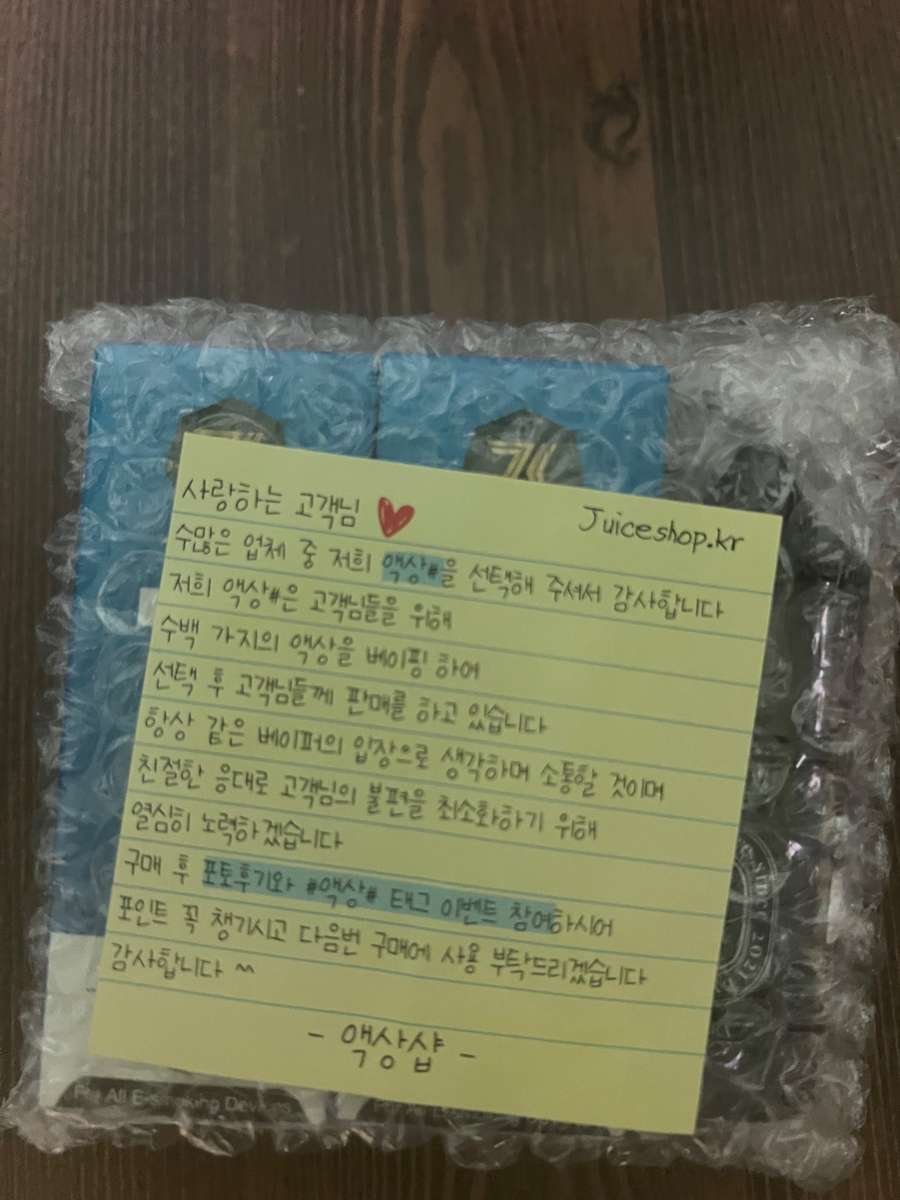 사랑하는 고객님
Juiceshop.kr
수많은 업체 중 저희 액상#을 선택해 주셔서 감사합니다
저희 액상#은 고객님들을 위해
수백 가지의 액상을 베이핑 하여
선택 후 고객님들께 판매를 하고 있습니다
항상 같은 베이퍼의 입장으로 생각하며 소통할 것이며
친절한 응대로 고객님의 불편을 최소화하기 위해
열심히 노력하겠습니다
구매 후 포토후기와 #액상# 태그 이벤트 참여하시어
포인트 꼭 챙기시고 다음번 구매에 사용 부탁드리겠습니다
감사합니다 ~
- 액상샵 -
For All E-smoking Devices
SINCE 2021